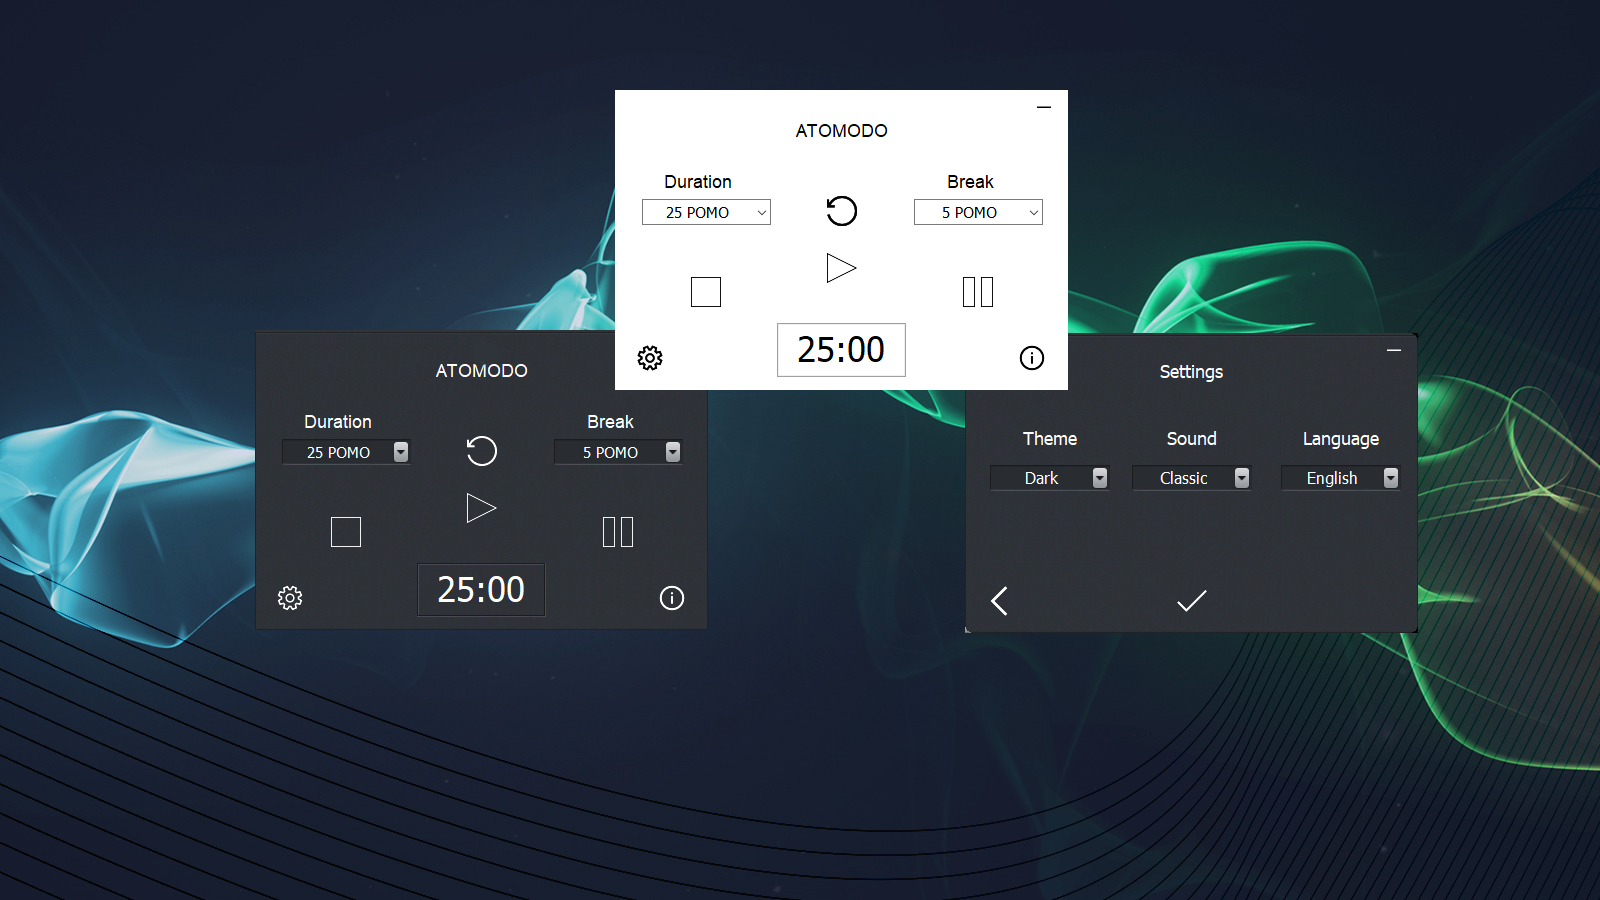 ATOMODO
Duration
Break
25 POMO
5 POMO
25:00
ATOMODO
Duration
Break
25 POMO
5 POMO
25:00
Settings
Theme
Sound
Language
Dark
Classic
English